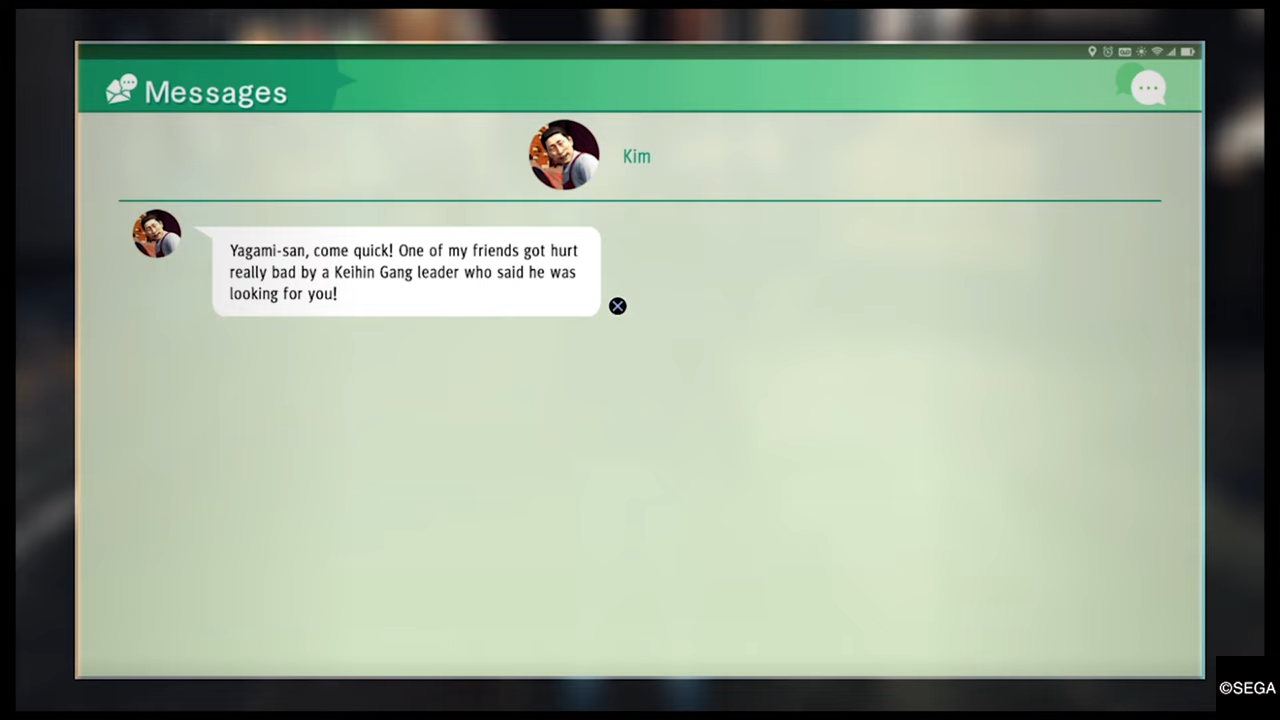 Messages
Kim
Yagami-san, come quick! One of my friends got hurt
really bad by a Keihin Gang leader who said he was
looking for you!
©SEGA